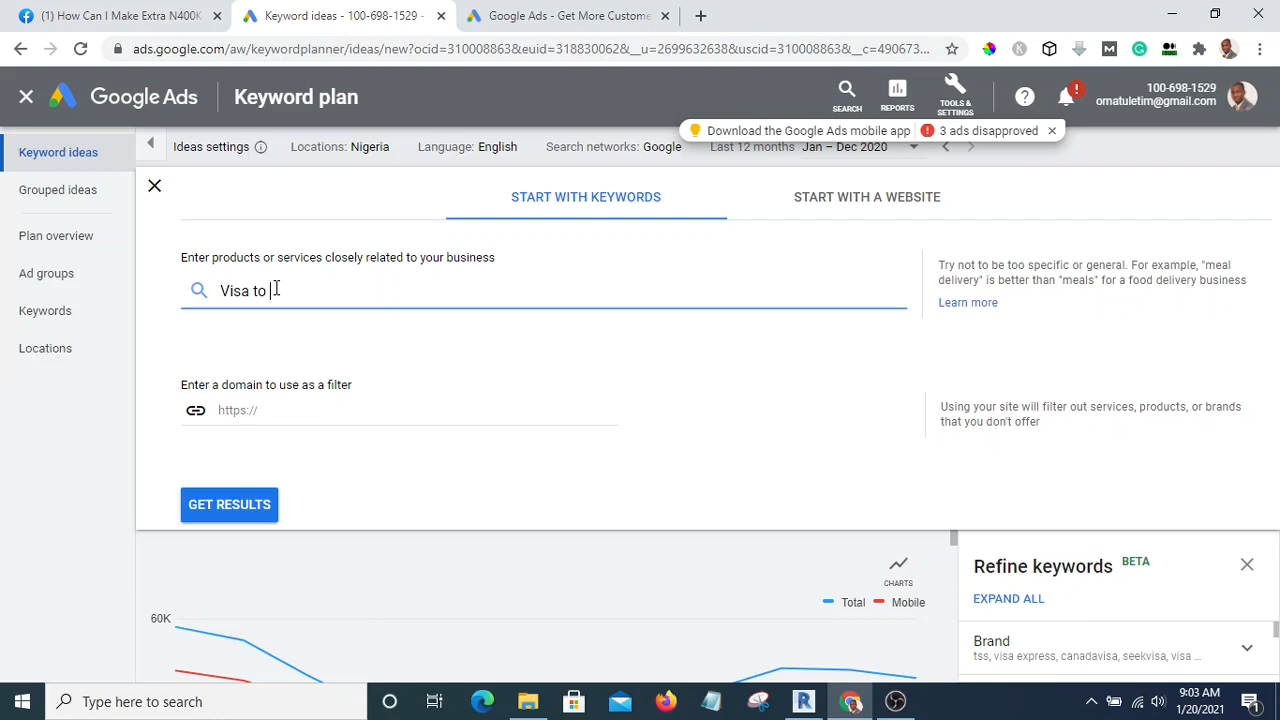 (1) How Can I Make Extra N400K
Keyword ideas - 100-698-1529 -
Google Ads - Get More Custome
ads.google.com/aw/keywordplanner/ideas/new?ocid=310008863&euid=318830062&__u=2699632638&uscid=310008863&__c=490673...
Google Ads
Keyword plan
SEARCH
REPORTS
TOOLS &
SETTINGS
100-698-1529
omatuletim@gmail.com
Download the Google Ads mobile app
3 ads disapproved
Keyword ideas
Grouped ideas
Plan overview
Ad groups
Keywords
Locations
Ideas settings
Locations: Nigeria
Language: English
Search networks: Google
Last 12 months
Jan – Dec 2020
START WITH KEYWORDS
START WITH A WEBSITE
Enter products or services closely related to your business
Visa to
Try not to be too specific or general. For example, "meal
delivery" is better than "meals" for a food delivery business
Learn more
Enter a domain to use as a filter
https://
Using your site will filter out services, products, or brands
that you don't offer
GET RESULTS
CHARTS
Total
Mobile
60K
Refine keywords BETA
EXPAND ALL
Brand
tss, visa express, canadavisa, seekvisa, visa ...
Type here to search
9:03 AM
1/20/2021